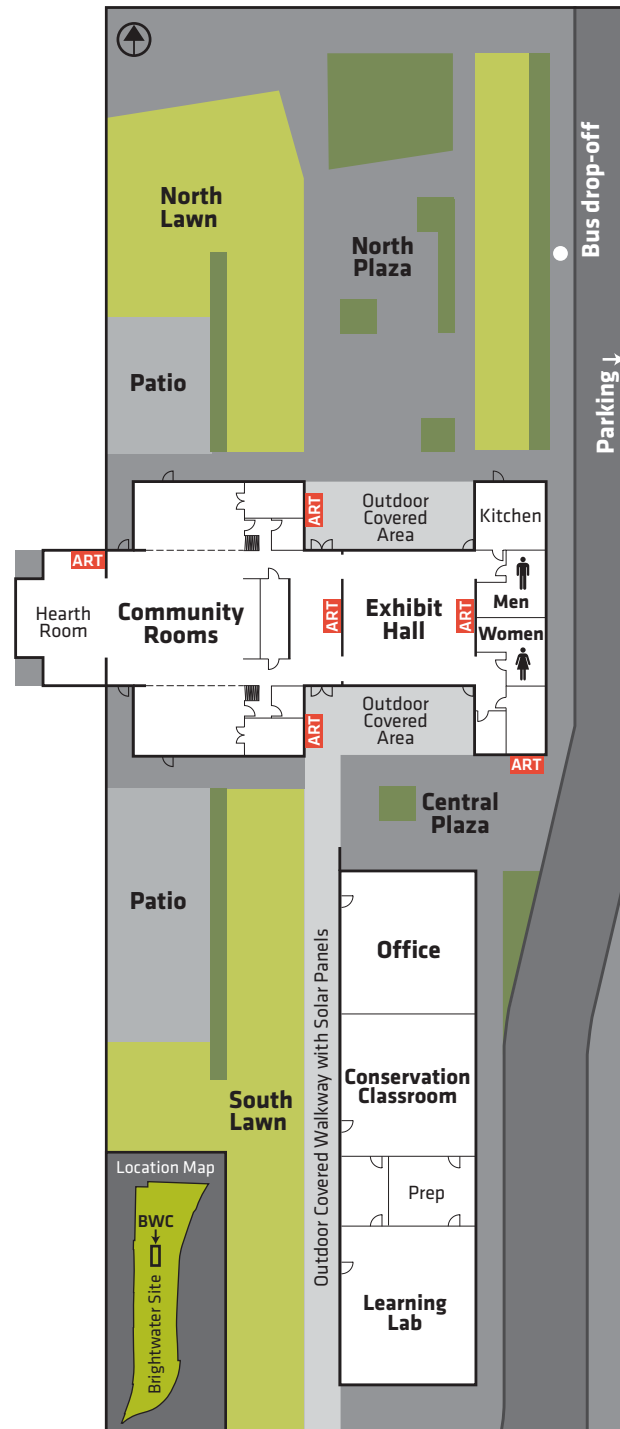 North
Lawn
North
Plaza
Bus drop-off
Parking
Patio
ART
Outdoor
Covered
Area
Kitchen
ART
Hearth
Room
Community
Rooms
ART
Exhibit
Hall
ART
Men
Women
ART
Outdoor
Covered
Area
ART
Central
Plaza
Patio
Office
Outdoor Covered Walkway with Solar Panels
Conservation
Classroom
South
Lawn
Location Map
Prep
BWC
Brightwater Site
Learning
Lab